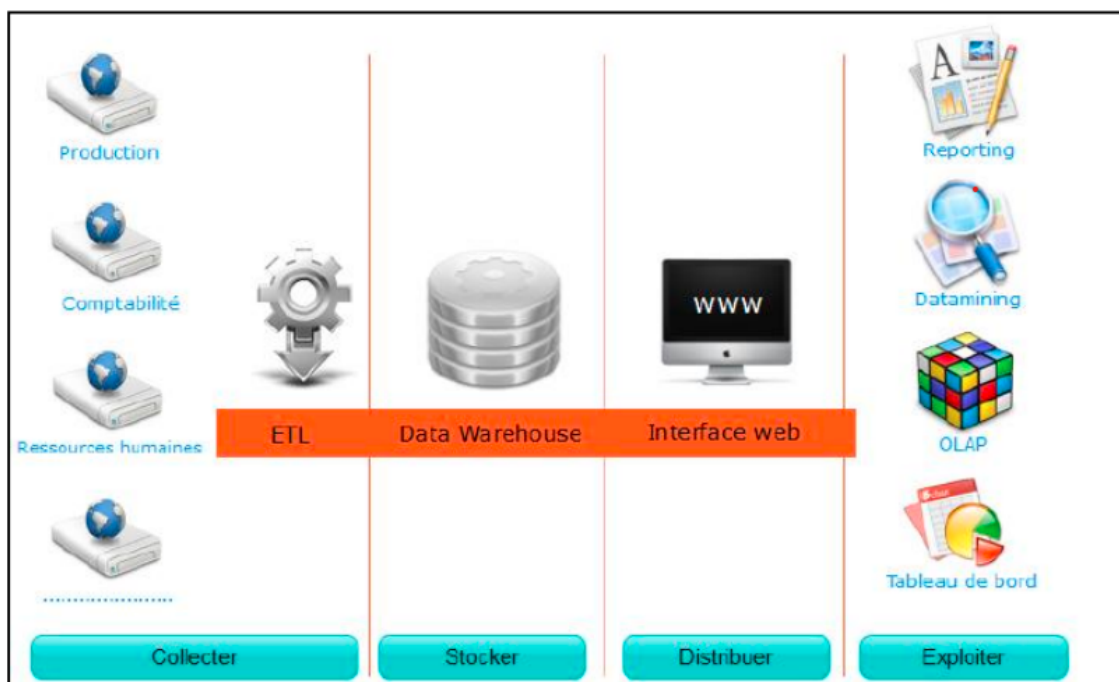 Production
Comptabilité
Ressources humaines
.....................
ETL
Data Warehouse
www
Interface web
A
Reporting
Datamining
OLAP
Tableau de bord
Collecter
Stocker
Distribuer
Exploiter